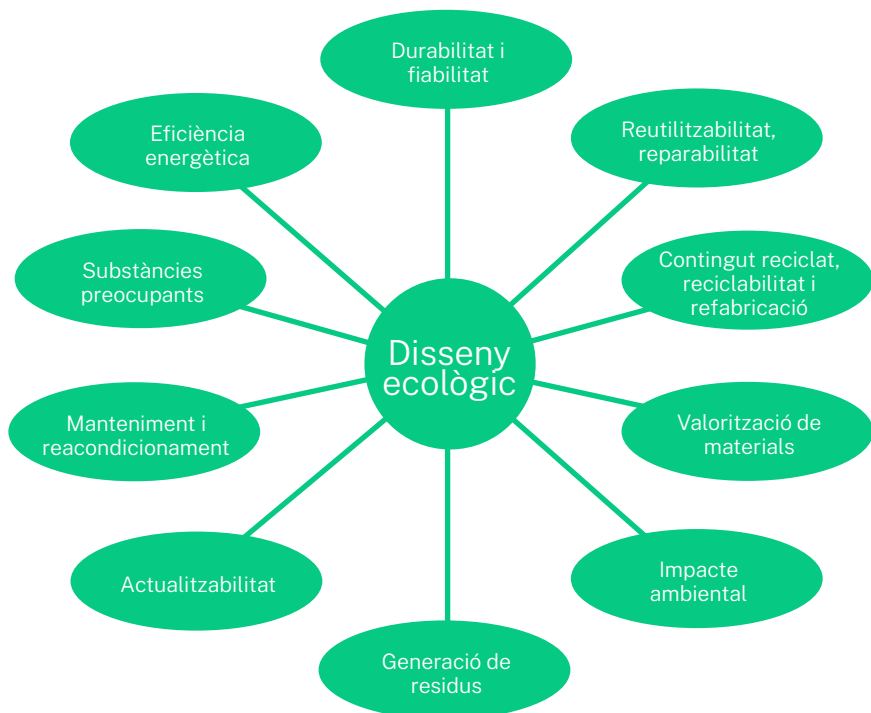 Durabilitat i
fiabilitat
Eficiència
energètica
Reutilitzabilitat,
reparabilitat
Substàncies
preocupants
Contingut reciclat,
reciclabilitat i
refabricació
Disseny
ecològic
Manteniment i
reacondicionament
Valorització de
materials
Actualitzabilitat
Impacte
ambiental
Generació de
residus